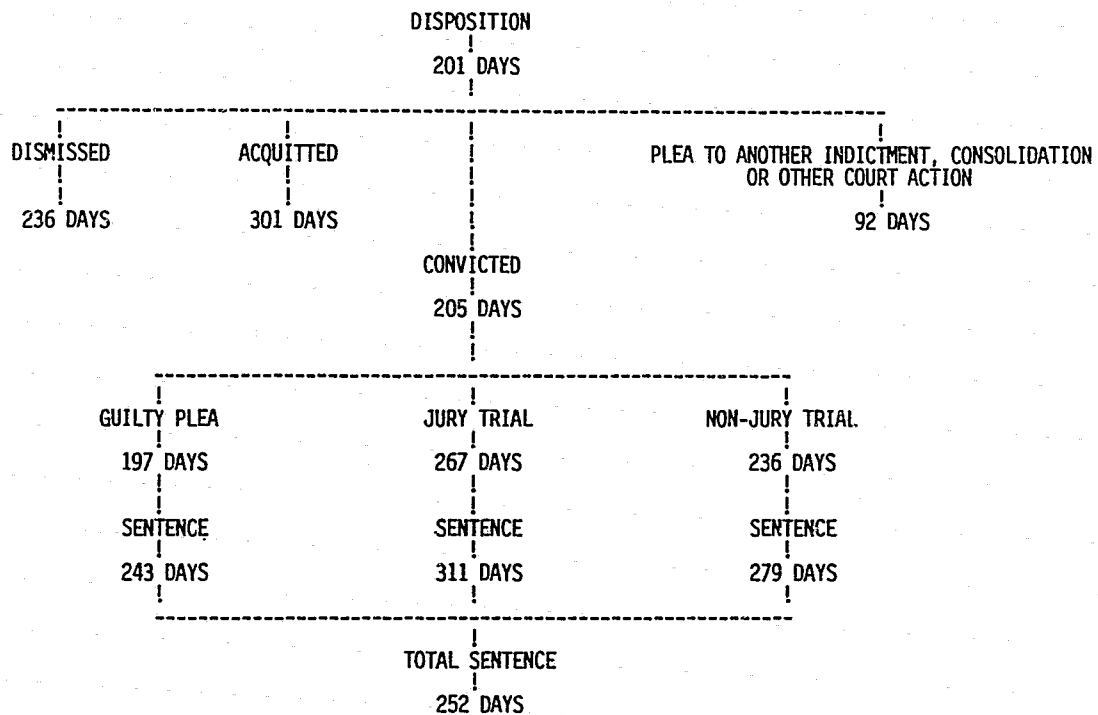 DISPOSITION
201 DAYS
DISMISSED ACQUITTED PLEA TO ANOTHER INDICTMENT, CONSOLIDATION
OR OTHER COURT ACTION
236 DAYS 301 DAYS 92 DAYS
CONVICTED
205 DAYS
GUILTY PLEA JURY TRIAL NON-JURY TRIAL
197 DAYS 267 DAYS 236 DAYS
SENTENCE SENTENCE SENTENCE
243 DAYS 311 DAYS 279 DAYS
TOTAL SENTENCE
252 DAYS